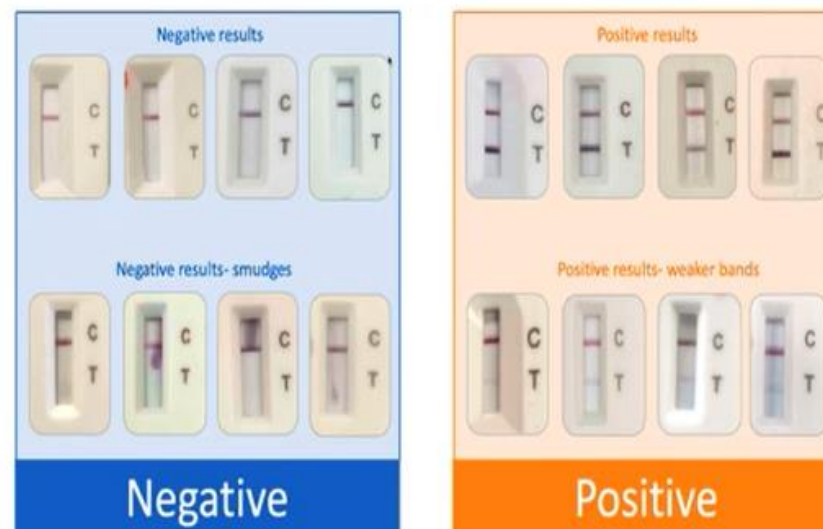 Negative results
C
T
C
T
C
T
C
T
Negative results- smudges
C
T
C
T
C
T
C
T
Negative
Positive results
C
T
C
T
C
T
C
T
Positive results- weaker bands
C
T
C
T
C
T
C
T
Positive